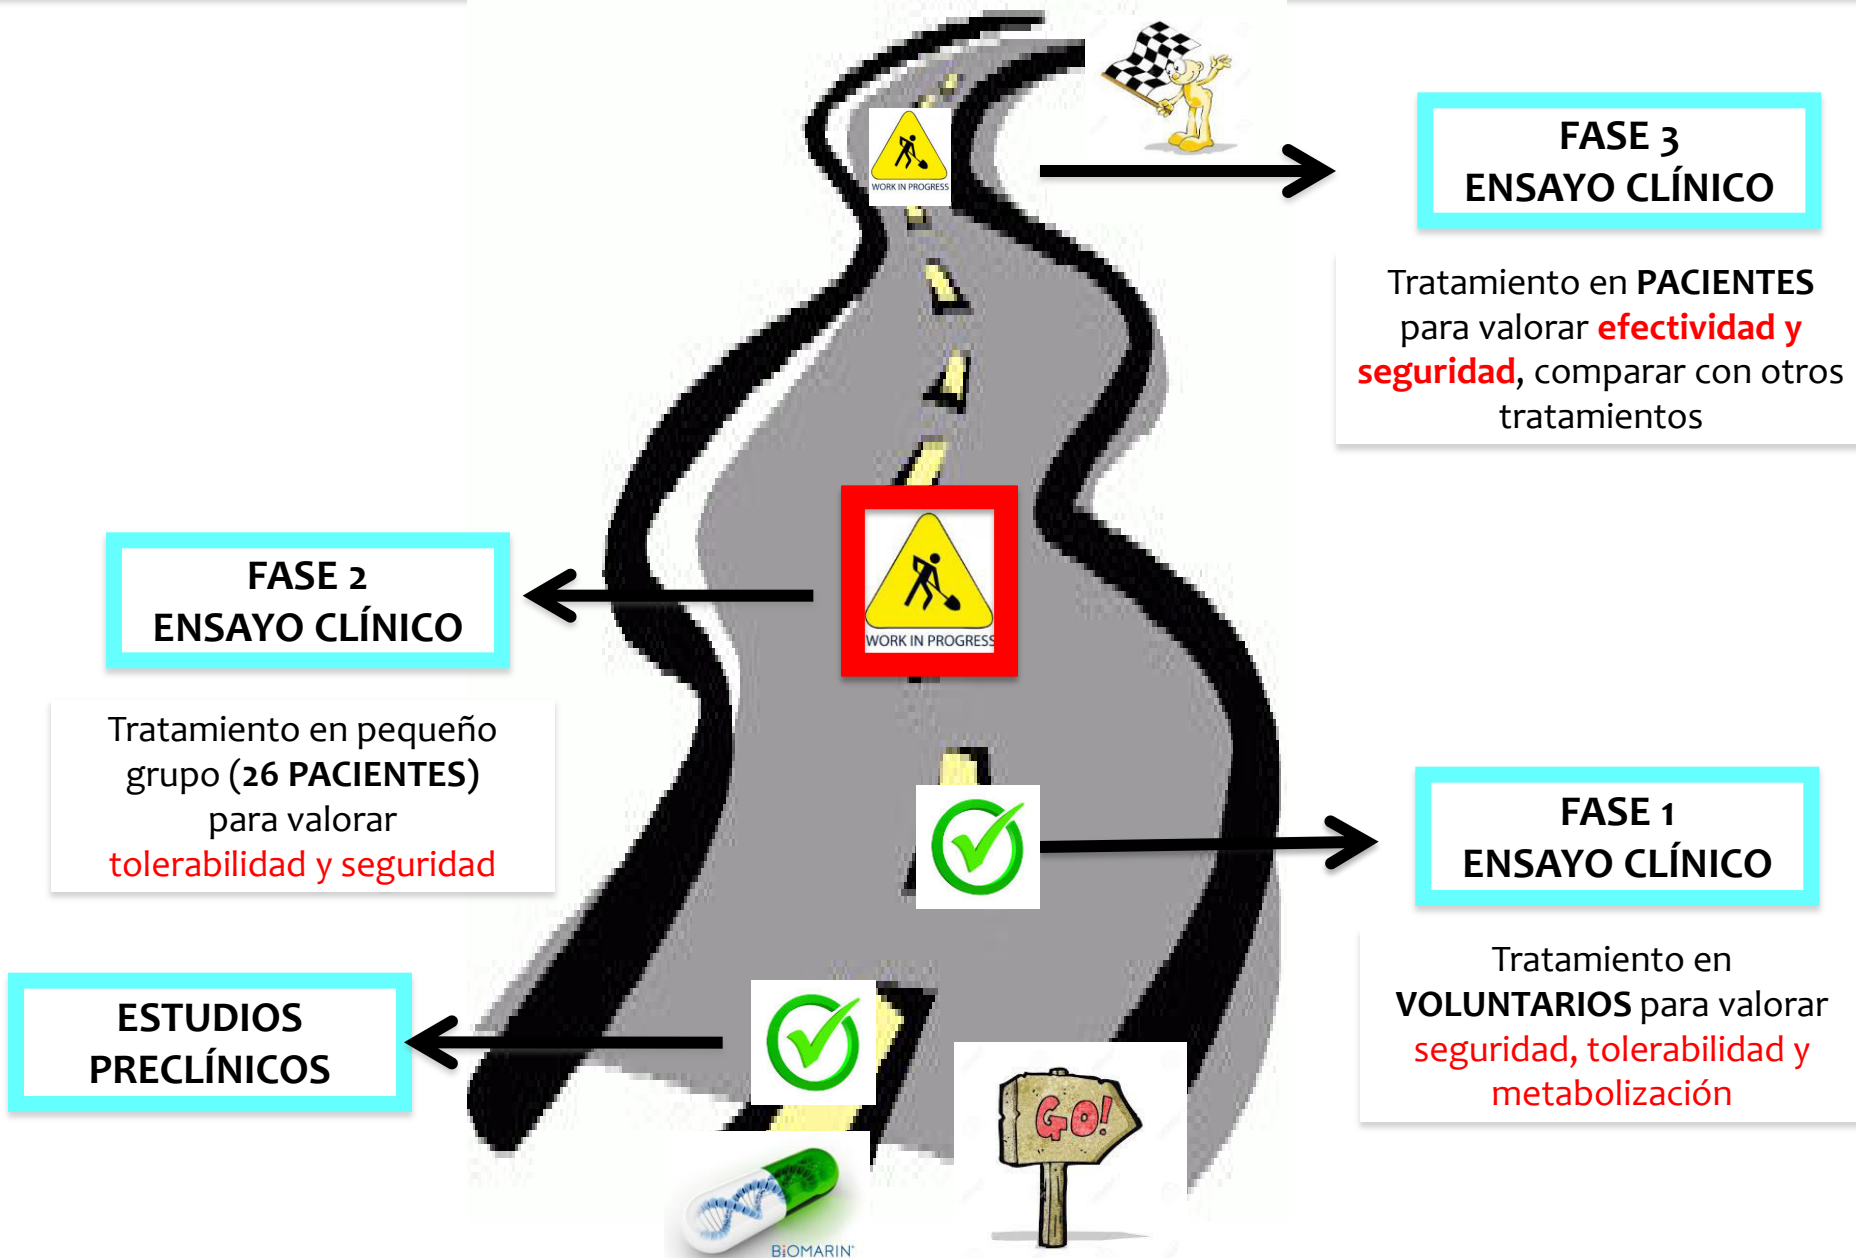 WORK IN PROGRESS
FASE 3
ENSAYO CLÍNICO
Tratamiento en PACIENTES
para valorar efectividad y
seguridad, comparar con otros
tratamientos
FASE 2
ENSAYO CLÍNICO
WORK IN PROGRESS
Tratamiento en pequeño
grupo (26 PACIENTES)
para valorar
tolerabilidad y seguridad
FASE 1
ENSAYO CLÍNICO
Tratamiento en
VOLUNTARIOS para valorar
seguridad, tolerabilidad y
metabolización
ESTUDIOS
PRECLÍNICOS
GO!
BIOMARIN